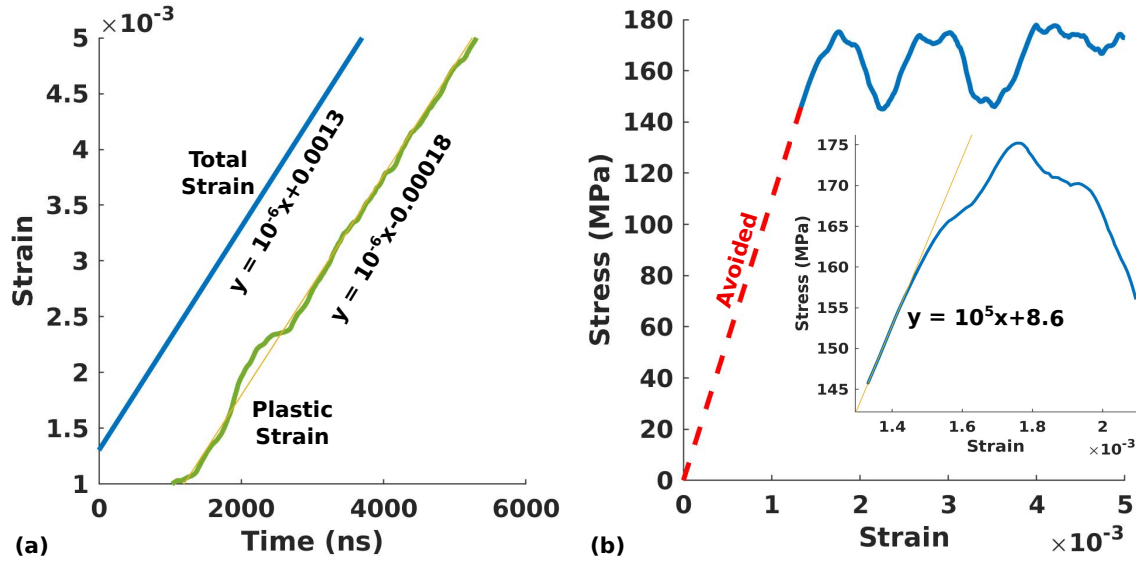 ×10⁻³
5
4.5
4
3.5
3
2.5
2
1.5
1
Strain
Total
Strain
y = 10⁻⁶x+0.0013
y = 10⁻⁶x-0.00018
Plastic
Strain
0
2000
4000
6000
Time (ns)
(a)
180
160
140
120
100
80
60
40
20
0
Stress (MPa)
Avoided
0
1
2
3
4
5
Strain
×10⁻³
(b)
175
170
165
160
155
150
145
Stress (MPa)
y = 10⁵x+8.6
1.4
1.6
1.8
2
Strain
×10⁻³